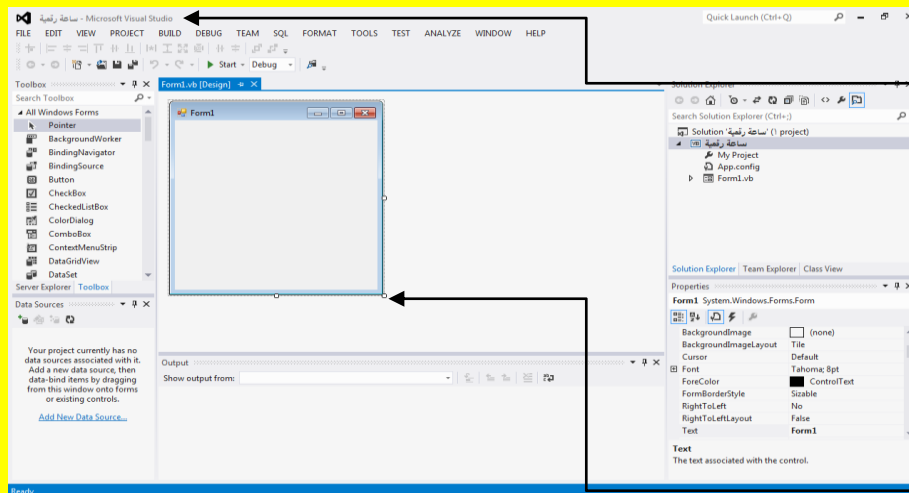 ساعة رقمية - Microsoft Visual Studio
Quick Launch (Ctrl+Q)
FILE EDIT VIEW PROJECT BUILD DEBUG TEAM SQL FORMAT TOOLS TEST ANALYZE WINDOW HELP
Start Debug
Toolbox
Search Toolbox
All Windows Forms
Pointer
BackgroundWorker
BindingNavigator
BindingSource
Button
CheckBox
CheckedListBox
ColorDialog
ComboBox
ContextMenuStrip
DataGridView
DataSet
Server Explorer Toolbox
Data Sources
Your project currently has no
data sources associated with it.
Add a new data source, then
data-bind items by dragging
from this window onto forms
or existing controls.
Add New Data Source...
Form1.vb [Design]
Form1
Output
Show output from:
Solution Explorer
Search Solution Explorer (Ctrl+;)
Solution 'ساعة رقمية' (1 project)
ساعة رقمية
My Project
App.config
Form1.vb
Solution Explorer Team Explorer Class View
Properties
Form1 System.Windows.Forms.Form
BackgroundImage (none)
BackgroundImageLayout Tile
Cursor Default
Font Tahoma; 8pt
ForeColor ControlText
FormBorderStyle Sizable
RightToLeft No
RightToLeftLayout False
Text Form1
Text
The text associated with the control.
Ready